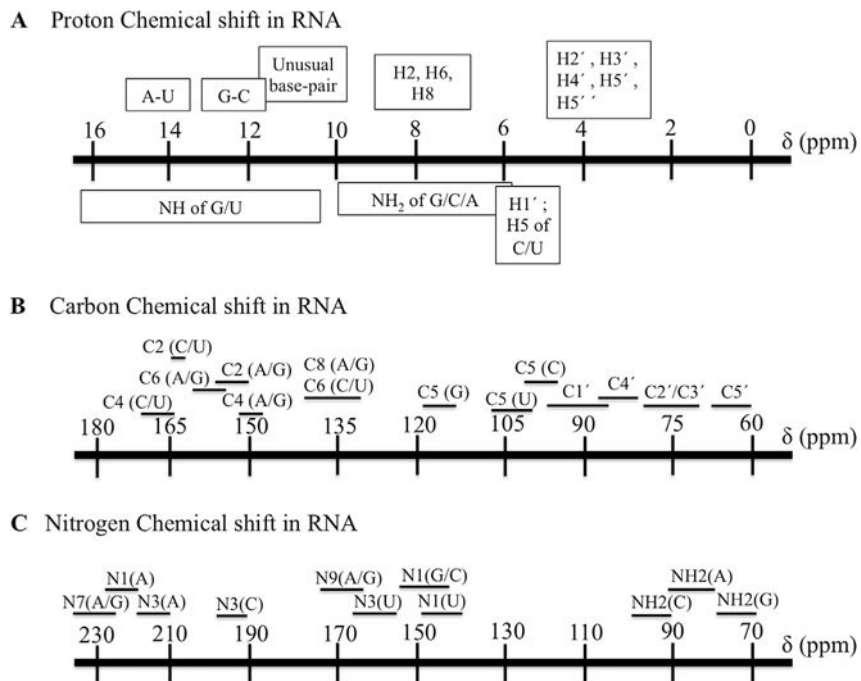 A Proton Chemical shift in RNA
Unusual
base-pair
A-U
G-C
H2, H6,
H8
H2´ , H3´ ,
H4´ , H5´ ,
H5´ ´
16 14 12 10 8 6 4 2 0 δ (ppm)
NH of G/U
NH₂ of G/C/A
H1´ ;
H5 of
C/U
B Carbon Chemical shift in RNA
C2 (C/U)
C6 (A/G) C2 (A/G) C8 (A/G) C5 (C)
C4 (C/U) C4 (A/G) C6 (C/U) C5 (G) C5 (U) C1´ C4´ C2´/C3´ C5´
180 165 150 135 120 105 90 75 60 δ (ppm)
C Nitrogen Chemical shift in RNA
N1(A) N9(A/G) N1(G/C) NH2(A)
N7(A/G) N3(A) N3(C) N3(U) N1(U) NH2(C) NH2(G)
230 210 190 170 150 130 110 90 70 δ (ppm)